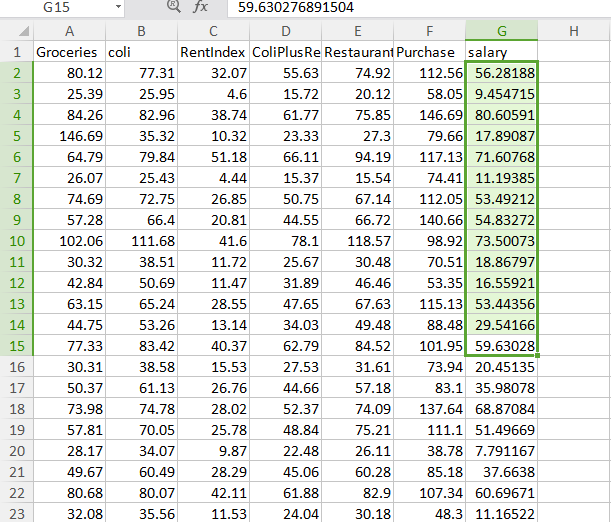 G15 fx 59.630276891504
A B C D E F G H
1 Groceries coli RentIndex ColiPlusRe Restaurant Purchase salary
2 80.12 77.31 32.07 55.63 74.92 112.56 56.28188
3 25.39 25.95 4.6 15.72 20.12 58.05 9.454715
4 84.26 82.96 38.74 61.77 75.85 146.69 80.60591
5 146.69 35.32 10.32 23.33 27.3 79.66 17.89087
6 64.79 79.84 51.18 66.11 94.19 117.13 71.60768
7 26.07 25.43 4.44 15.37 15.54 74.41 11.19385
8 74.69 72.75 26.85 50.75 67.14 112.05 53.49212
9 57.28 66.4 20.81 44.55 66.72 140.66 54.83272
10 102.06 111.68 41.6 78.1 118.57 98.92 73.50073
11 30.32 38.51 11.72 25.67 30.48 70.51 18.86797
12 42.84 50.69 11.47 31.89 46.46 53.35 16.55921
13 63.15 65.24 28.55 47.65 67.63 115.13 53.44356
14 44.75 53.26 13.14 34.03 49.48 88.48 29.54166
15 77.33 83.42 40.37 62.79 84.52 101.95 59.63028
16 30.31 38.58 15.53 27.53 31.61 73.94 20.45135
17 50.37 61.13 26.76 44.66 57.18 83.1 35.98078
18 73.98 74.78 28.02 52.37 74.09 137.64 68.87084
19 57.81 70.05 25.78 48.84 75.21 111.1 51.49669
20 28.17 34.07 9.87 22.48 26.11 38.78 7.791167
21 49.67 60.49 28.29 45.06 60.28 85.18 37.6638
22 80.68 80.07 42.11 61.88 82.9 107.34 60.69671
23 32.08 35.56 11.53 24.04 30.18 48.3 11.16522